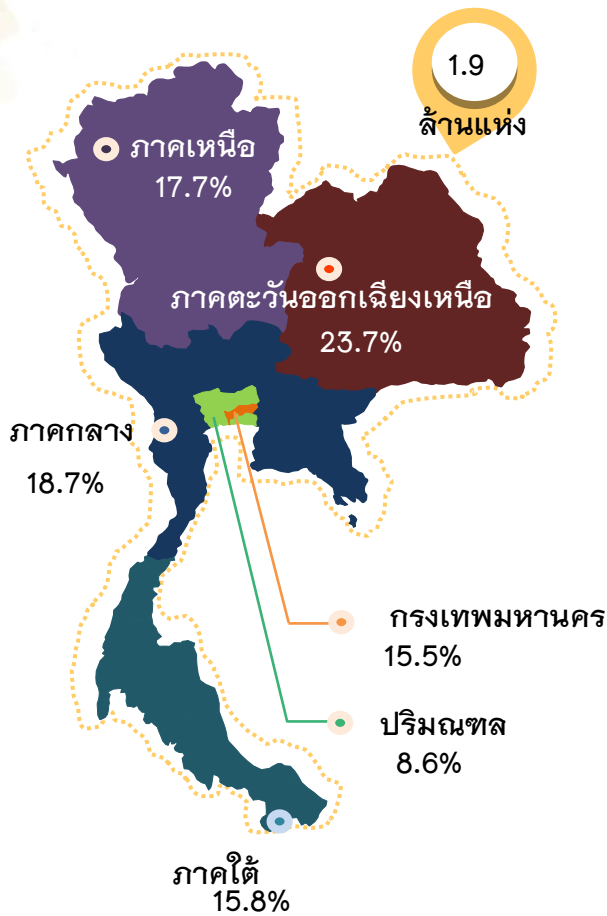 1.9
ล้านแห่ง
ภาคเหนือ
17.7%
ภาคตะวันออกเฉียงเหนือ
23.7%
ภาคกลาง
18.7%
กรุงเทพมหานคร
15.5%
ปริมณฑล
8.6%
ภาคใต้
15.8%